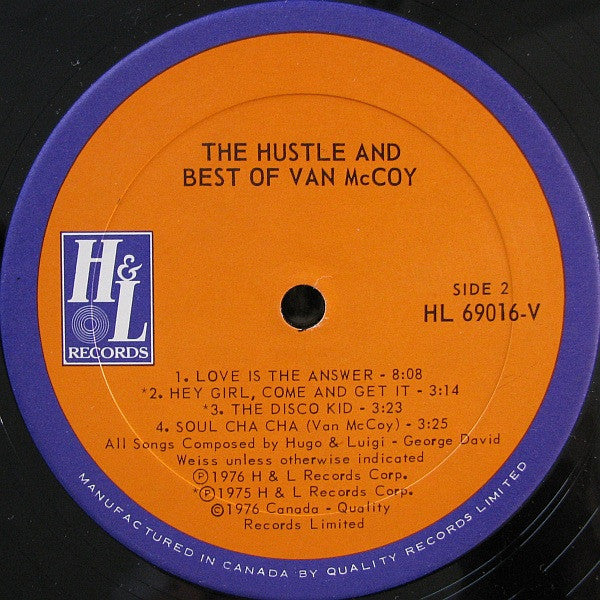 THE HUSTLE AND
BEST OF VAN McCOY
H&L
RECORDS
SIDE 2
HL 69016-V
1. LOVE IS THE ANSWER - 8:08
*2. HEY GIRL, COME AND GET IT - 3:14
*3. THE DISCO KID - 3:23
4. SOUL CHA CHA (Van McCoy) - 3:25
All Songs Composed by Hugo & Luigi - George David
Weiss unless otherwise indicated
Ⓟ1976 H & L Records Corp.
*Ⓟ1975 H & L Records Corp.
©1976 Canada - Quality
Records Limited
MANUFACTURED IN CANADA BY QUALITY RECORDS LIMITED